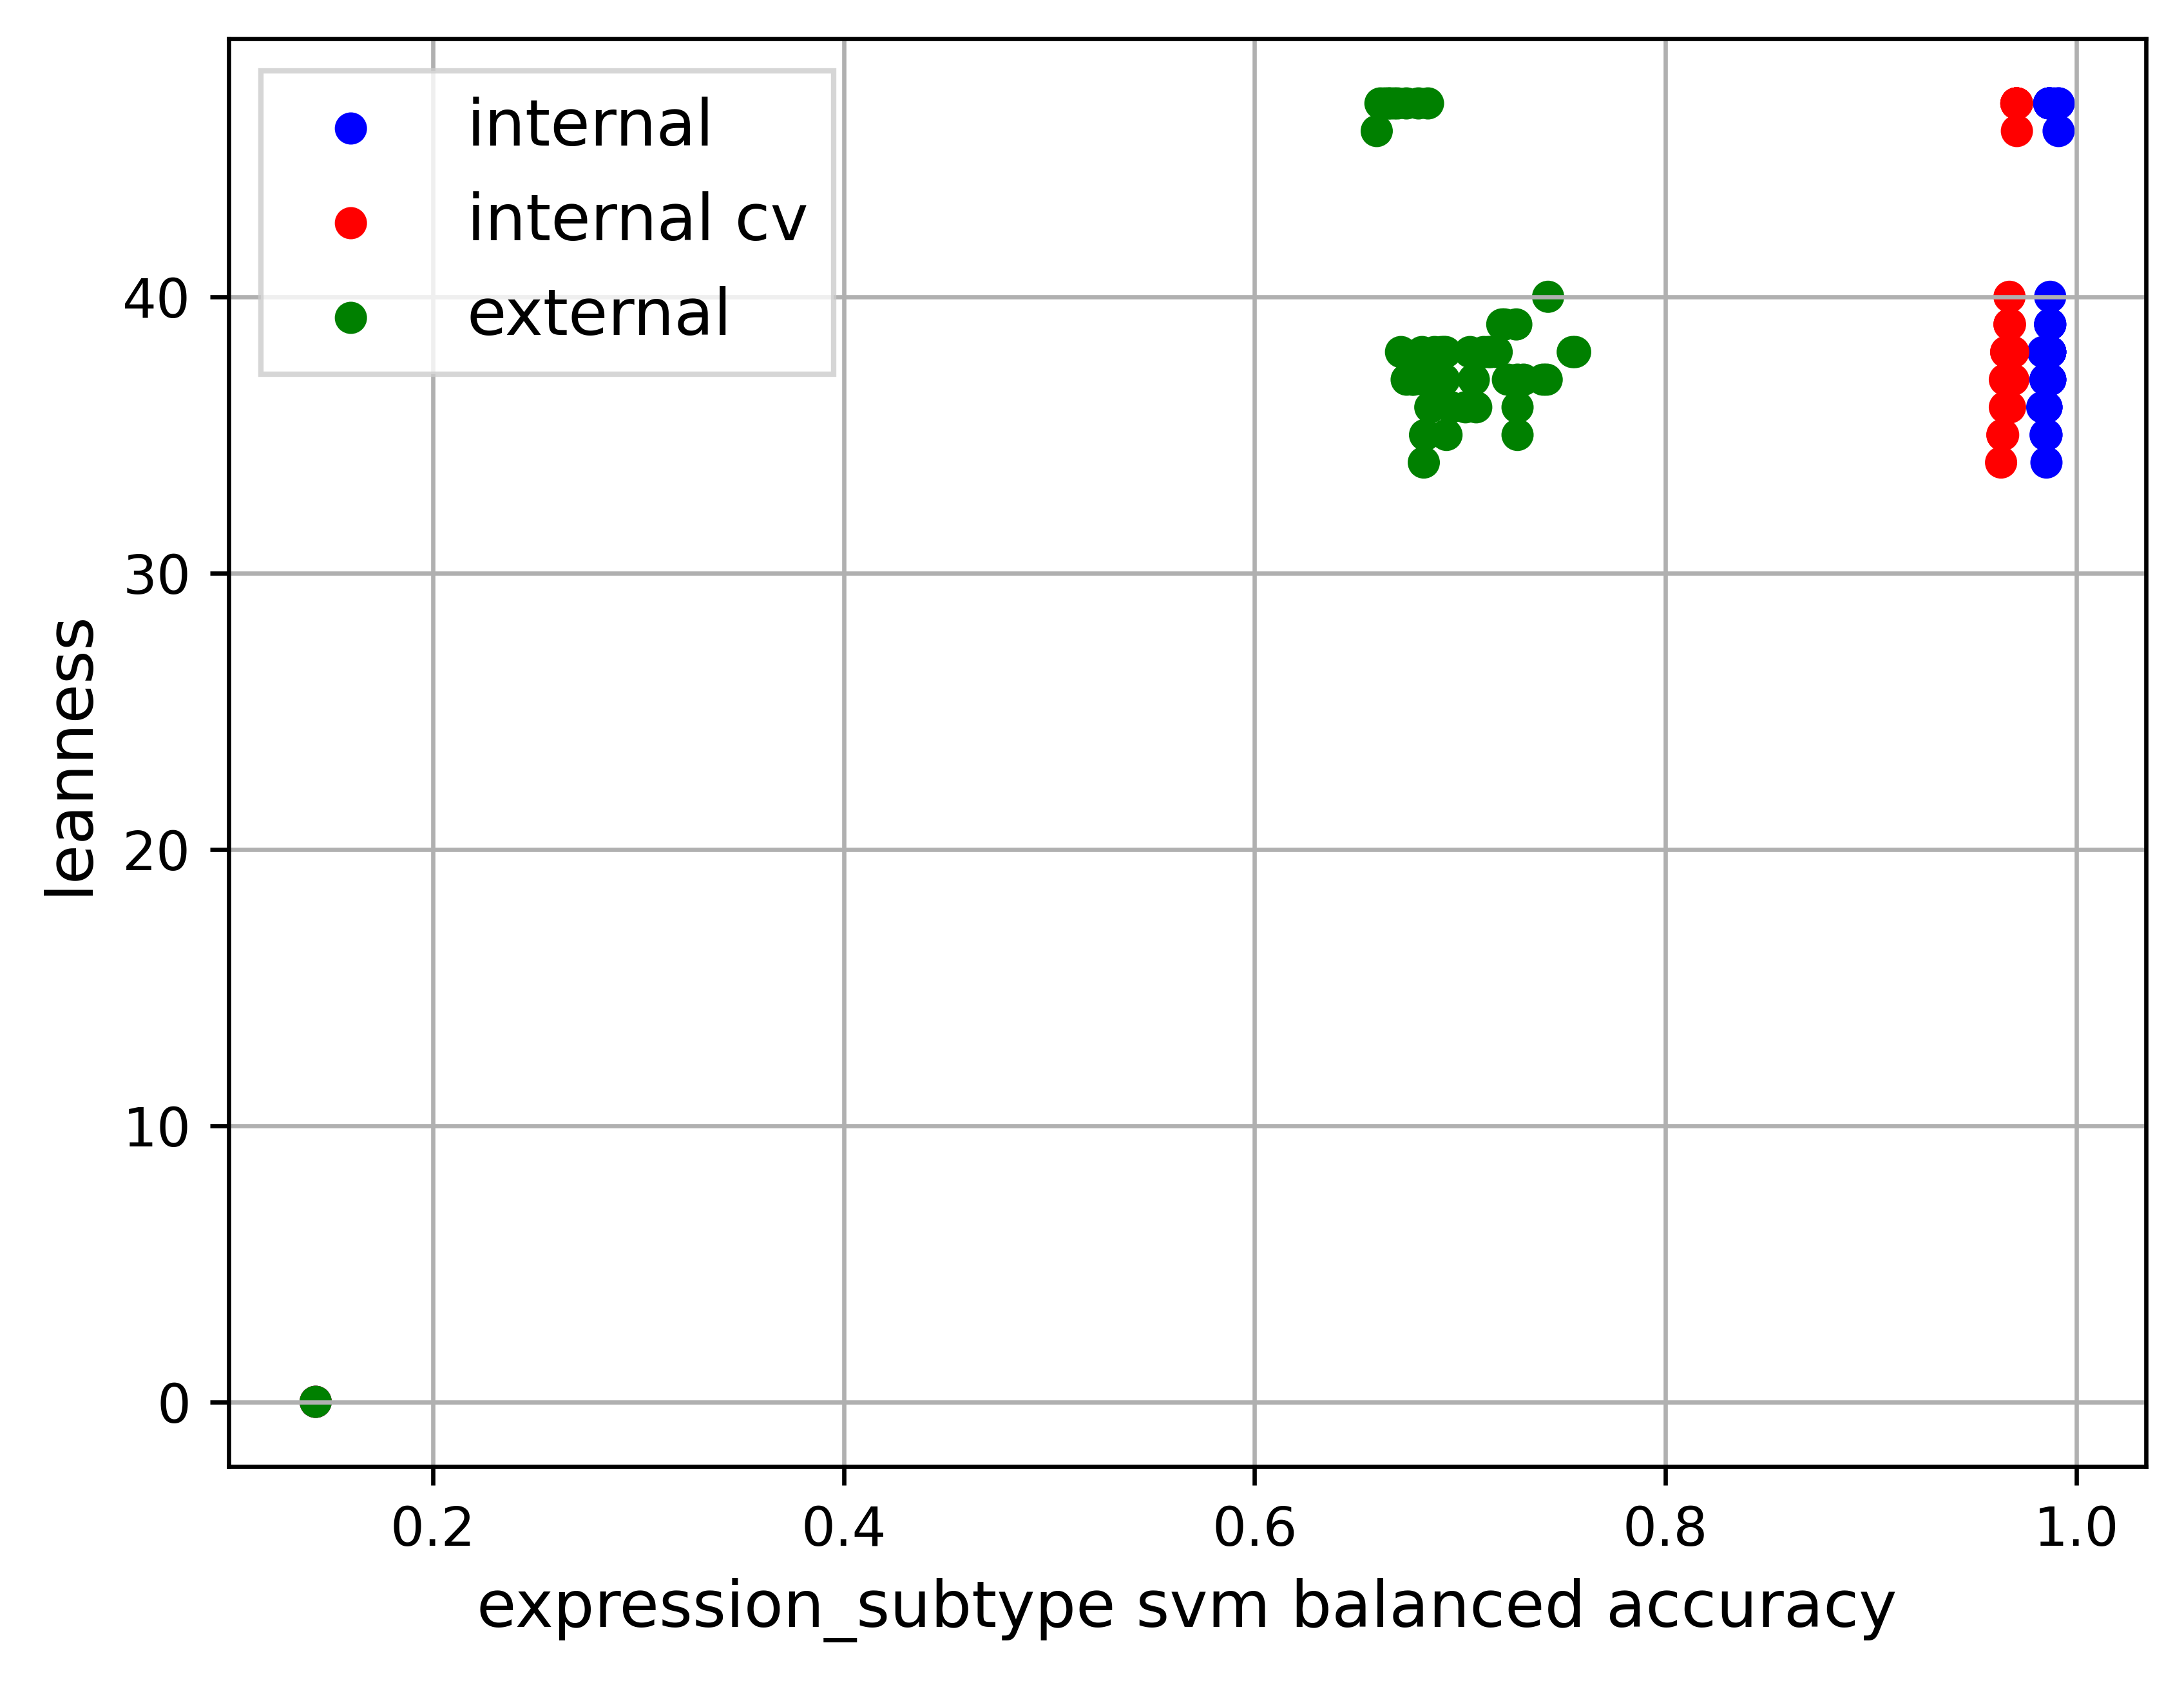 internal
internal cv
external
40
30
20
10
0
leanness
0.2 0.4 0.6 0.8 1.0
expression_subtype svm balanced accuracy